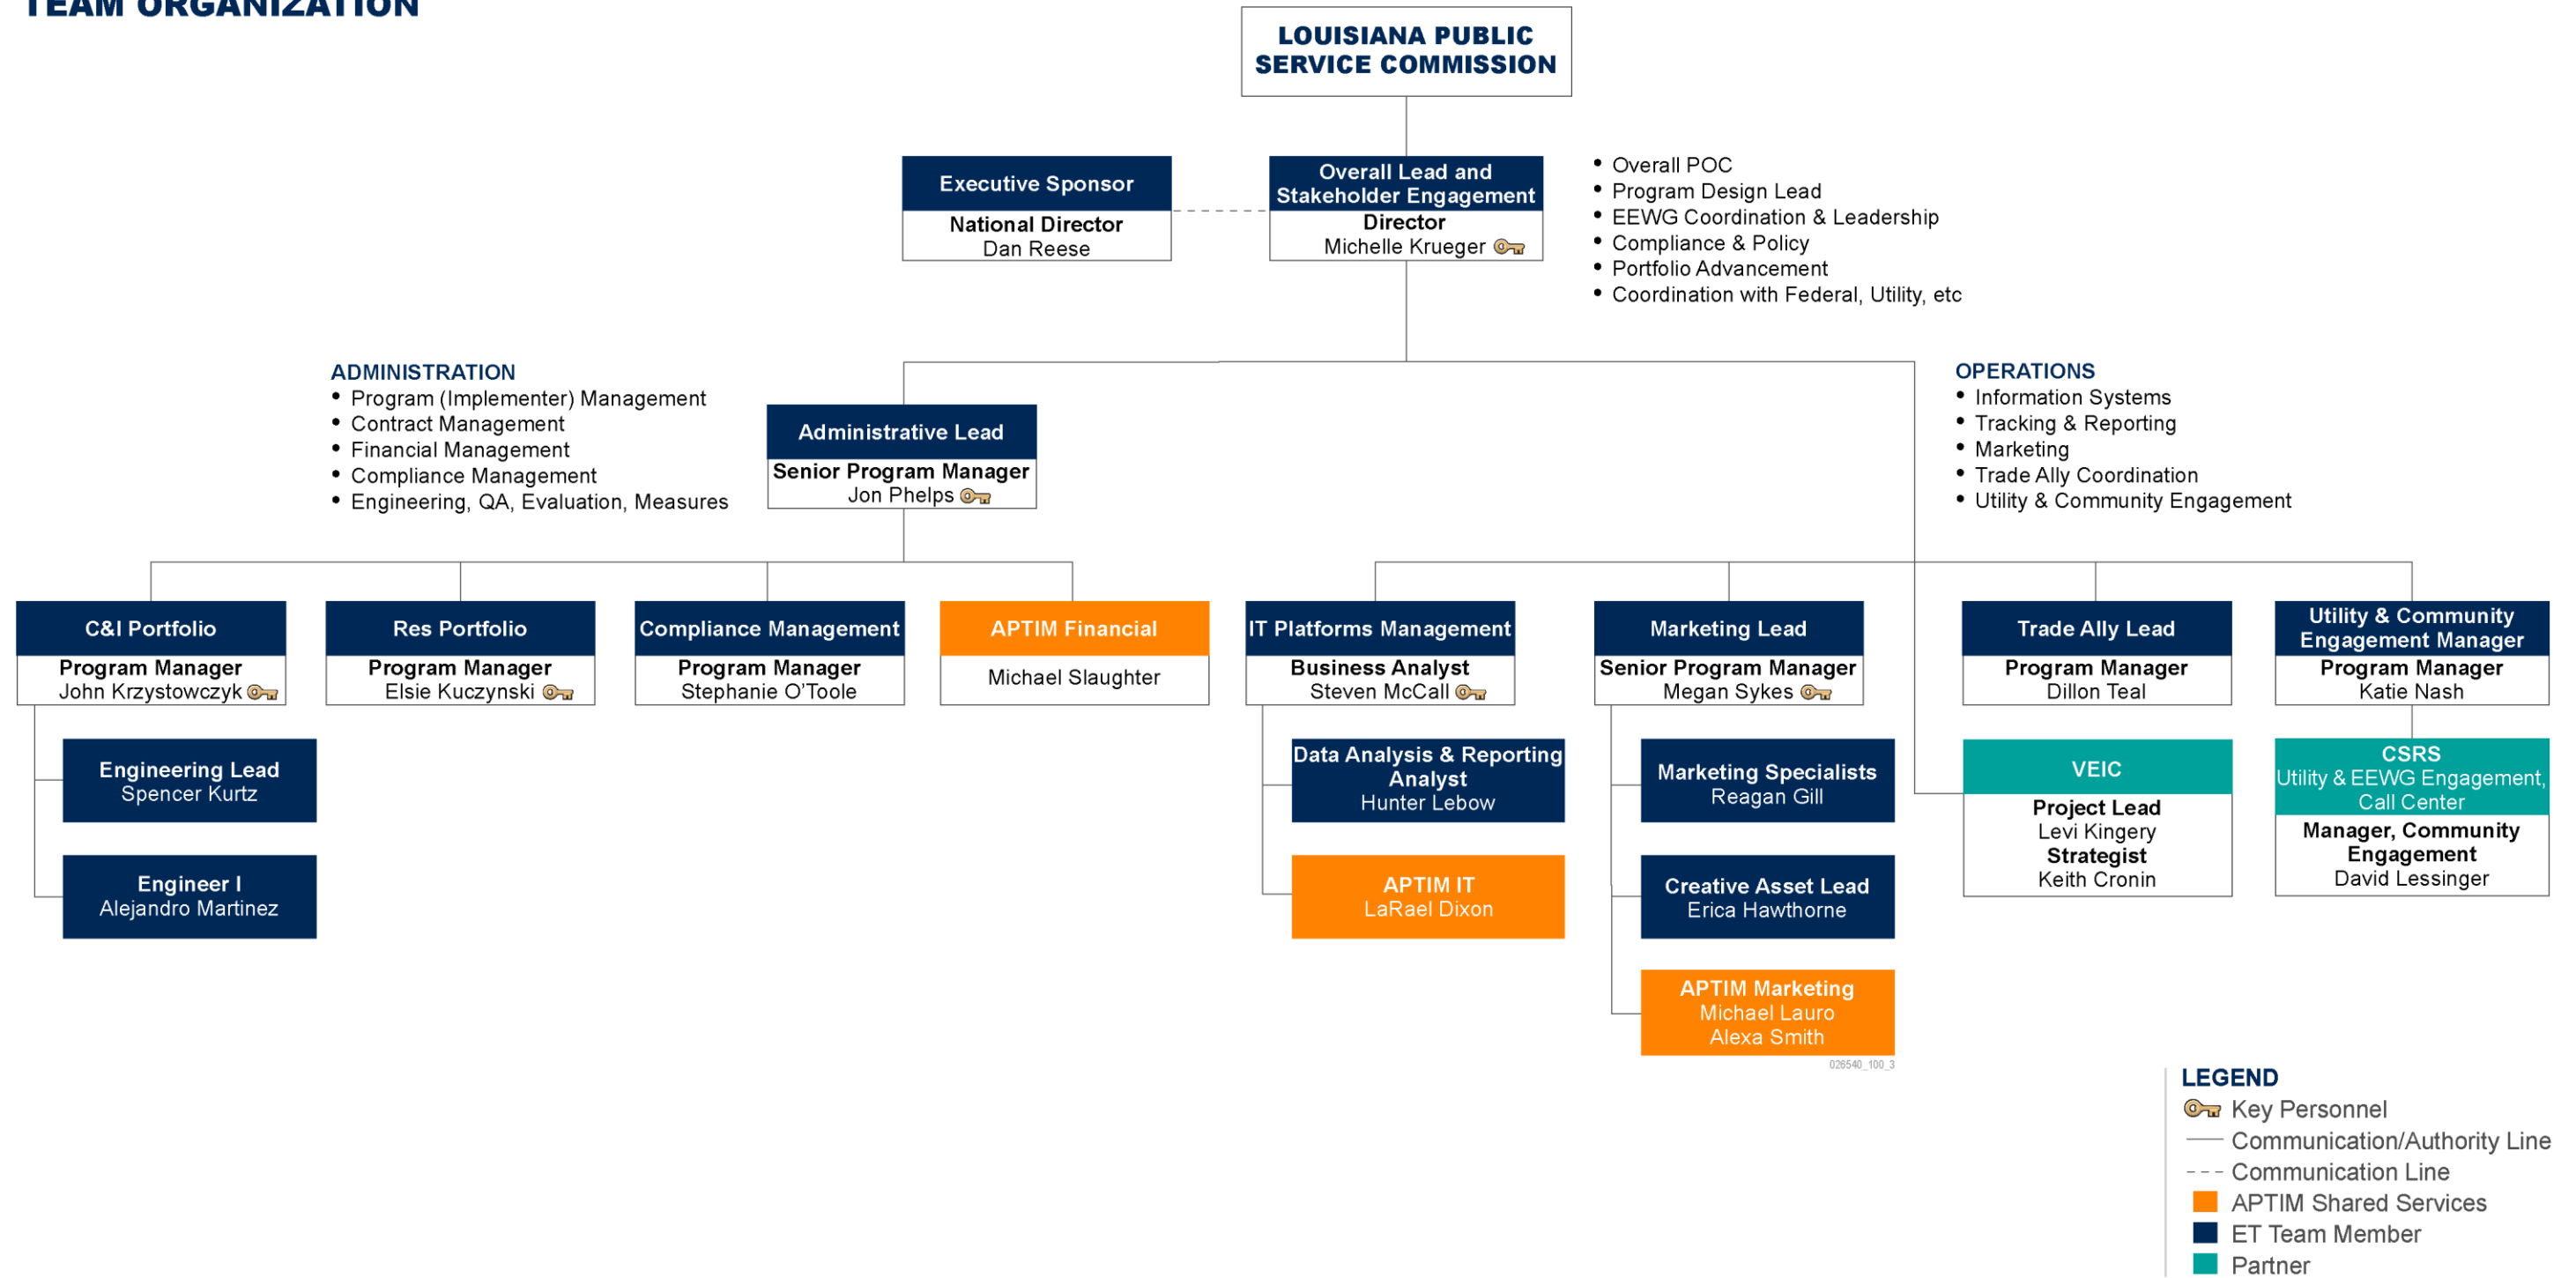 TEAM ORGANIZATION
LOUISIANA PUBLIC
SERVICE COMMISSION
Executive Sponsor
National Director
Dan Reese
Overall Lead and
Stakeholder Engagement
Director
Michelle Krueger
• Overall POC
• Program Design Lead
• EEWG Coordination & Leadership
• Compliance & Policy
• Portfolio Advancement
• Coordination with Federal, Utility, etc
ADMINISTRATION
• Program (Implementer) Management
• Contract Management
• Financial Management
• Compliance Management
• Engineering, QA, Evaluation, Measures
Administrative Lead
Senior Program Manager
Jon Phelps
OPERATIONS
• Information Systems
• Tracking & Reporting
• Marketing
• Trade Ally Coordination
• Utility & Community Engagement
C&I Portfolio
Program Manager
John Krzystowczyk
Res Portfolio
Program Manager
Elsie Kuczynski
Compliance Management
Program Manager
Stephanie O’Toole
APTIM Financial
Michael Slaughter
IT Platforms Management
Business Analyst
Steven McCall
Marketing Lead
Senior Program Manager
Megan Sykes
Trade Ally Lead
Program Manager
Dillon Teal
Utility & Community
Engagement Manager
Program Manager
Katie Nash
Engineering Lead
Spencer Kurtz
Engineer I
Alejandro Martinez
Data Analysis & Reporting
Analyst
Hunter Lebow
APTIM IT
LaRael Dixon
Marketing Specialists
Reagan Gill
Creative Asset Lead
Erica Hawthorne
APTIM Marketing
Michael Lauro
Alexa Smith
026540_100_3
VEIC
Project Lead
Levi Kingery
Strategist
Keith Cronin
CSRS
Utility & EEWG Engagement,
Call Center
Manager, Community
Engagement
David Lessinger
LEGEND
Key Personnel
Communication/Authority Line
Communication Line
APTIM Shared Services
ET Team Member
Partner